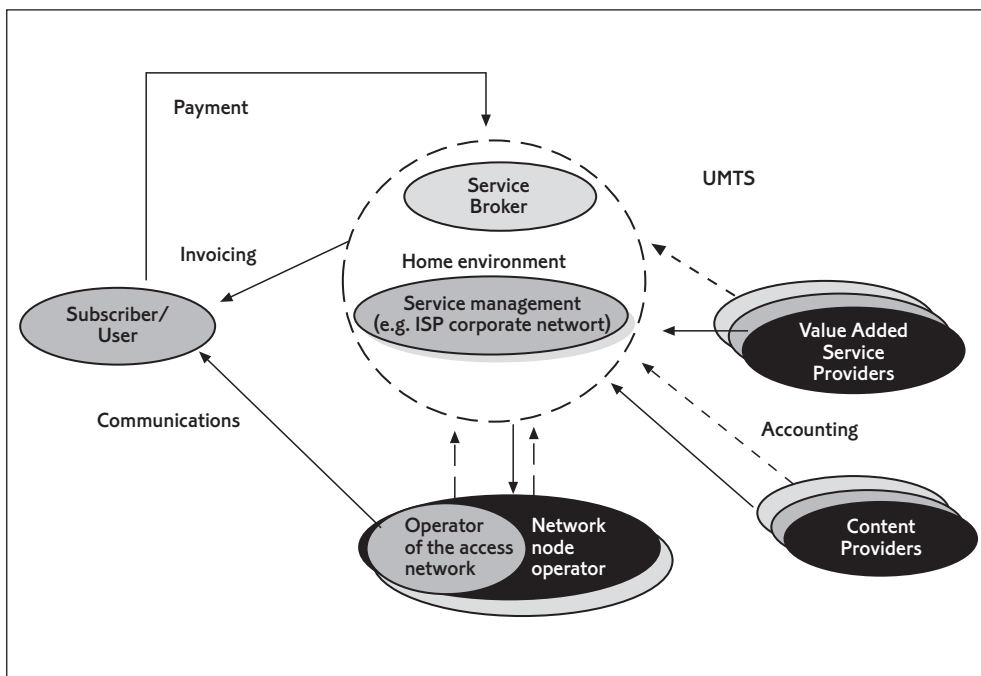 Payment
UMTS
Service
Broker
Invoicing
Home environment
Subscriber/
User
Service management
(e.g. ISP corporate networt)
Value Added
Service
Providers
Communications
Accounting
Operator
of the access
network
Network
node
operator
Content
Providers